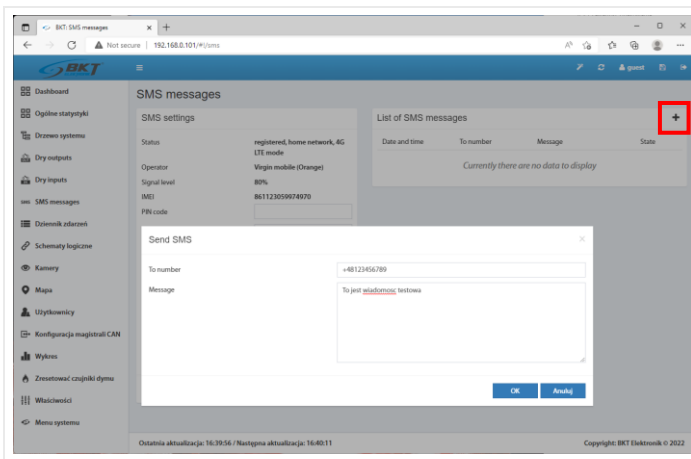 BKT: SMS messages
Not secure | 192.168.0.101/#!/sms
BKT
guest
Dashboard
Ogólne statystyki
Drzewo systemu
Dry outputs
Dry inputs
SMS SMS messages
Dziennik zdarzeń
Schematy logiczne
Kamery
Mapa
Użytkownicy
Konfiguracja magistrali CAN
Wykres
Zresetować czujniki dymu
Właściwości
Menu systemu
SMS messages
SMS settings
Status registered, home network, 4G
LTE mode
Operator Virgin mobile (Orange)
Signal level 80%
IMEI 861123059974970
PIN code
List of SMS messages
Date and time To number Message State
Currently there are no data to display
Send SMS
To number +48123456789
Message To jest wiadomosc testowa
OK Anuluj
Ostatnia aktualizacja: 16:39:56 / Następna aktualizacja: 16:40:11
Copyright: BKT Elektronik © 2022